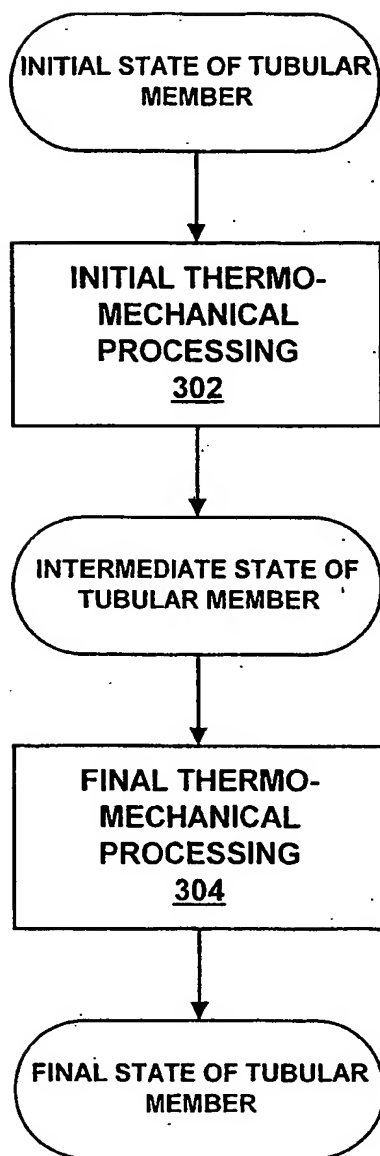 INITIAL STATE OF TUBULAR
MEMBER
INITIAL THERMO-
MECHANICAL
PROCESSING
302
INTERMEDIATE STATE OF
TUBULAR MEMBER
FINAL THERMO-
MECHANICAL
PROCESSING
304
FINAL STATE OF TUBULAR
MEMBER